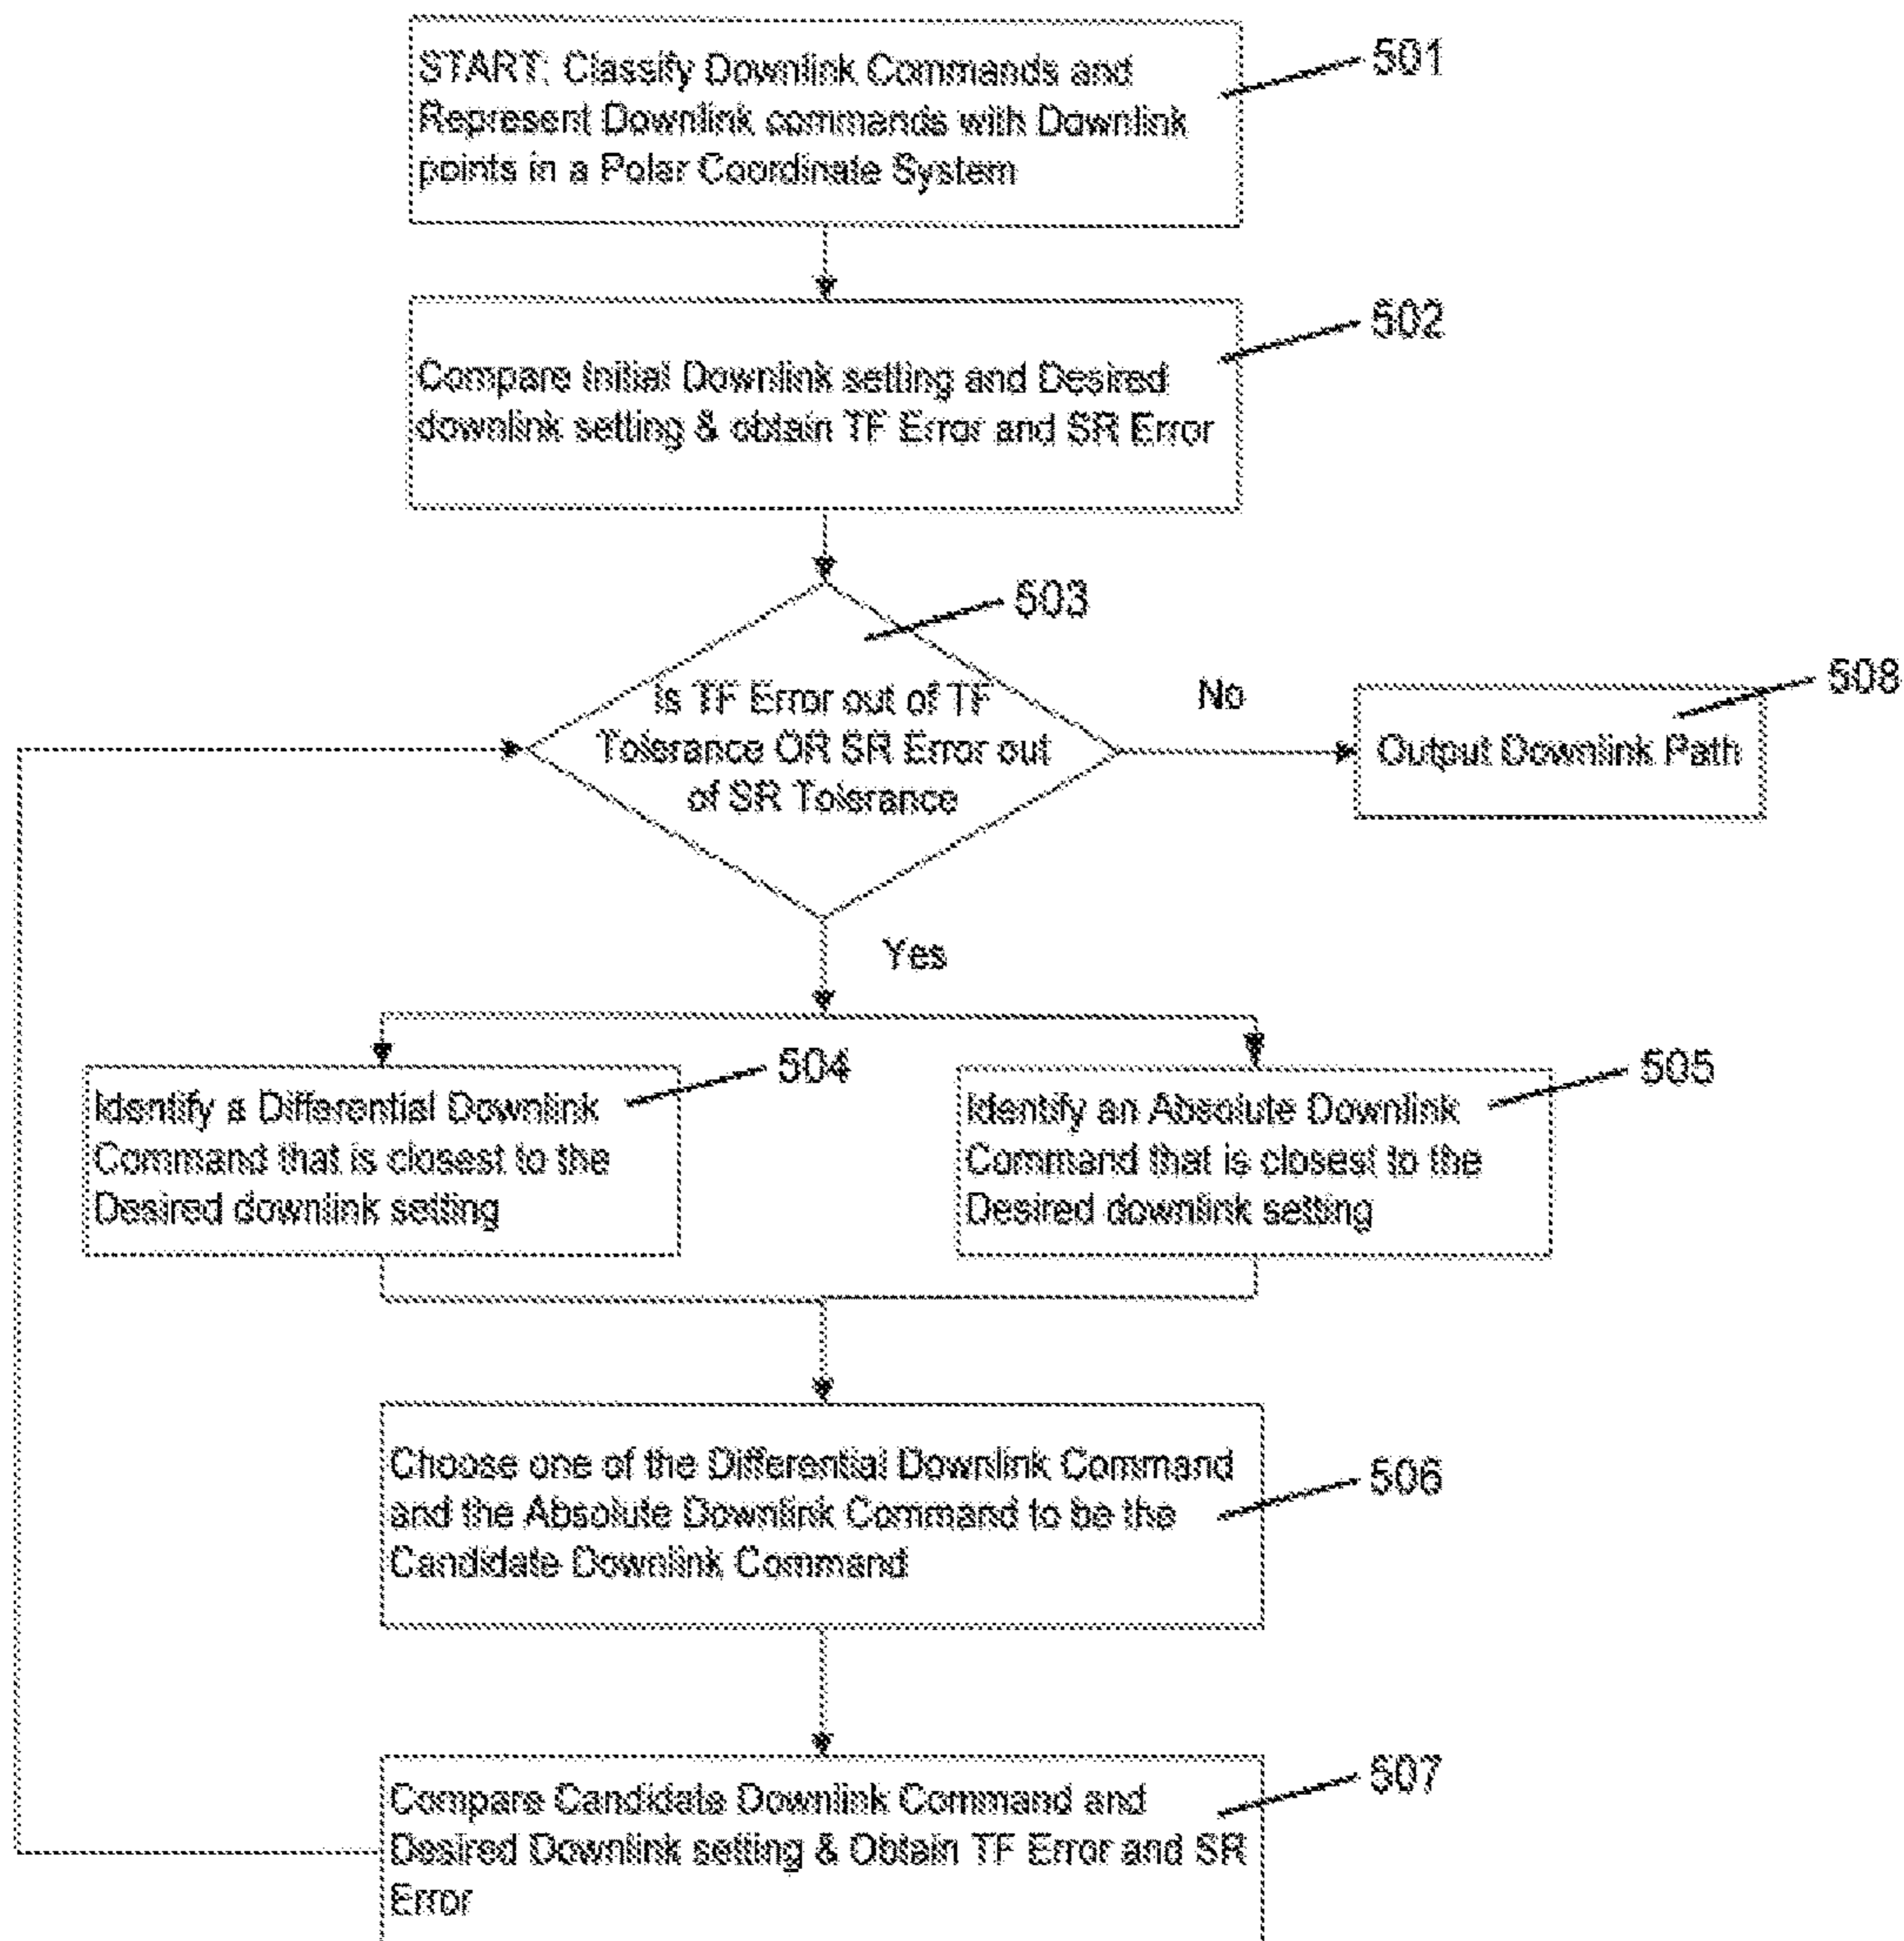 START: Classify Downlink Commands and
Represent Downlink commands with Downlink
points in a Polar Coordinate System
501
Compare Initial Downlink setting and Desired
downlink setting & obtain TF Error and SR Error
502
503
Is TF Error out of TF
Tolerance OR SR Error out
of SR Tolerance
No
508
Output Downlink Path
Yes
504
Identify a Differential Downlink
Command that is closest to the
Desired downlink setting
505
Identify an Absolute Downlink
Command that is closest to the
Desired downlink setting
Choose one of the Differential Downlink Command
and the Absolute Downlink Command to be the
Candidate Downlink Command
506
Compare Candidate Downlink Command and
Desired Downlink setting & Obtain TF Error and SR
Error
507